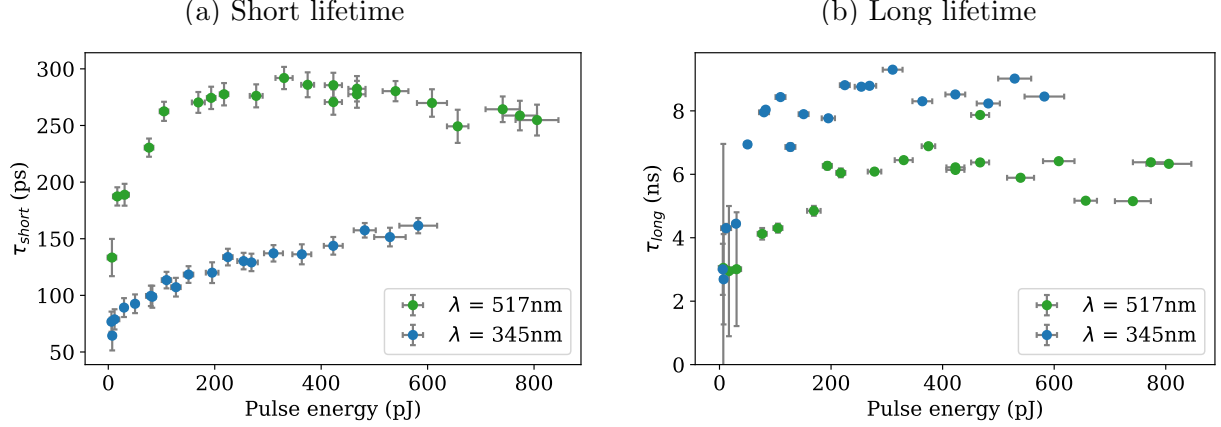 (a) Short lifetime
300
250
200
150
100
50
τshort (ps)
0
200
400
600
800
Pulse energy (pJ)
λ = 517nm
λ = 345nm
(b) Long lifetime
8
6
4
2
0
τlong (ns)
0
200
400
600
800
Pulse energy (pJ)
λ = 517nm
λ = 345nm